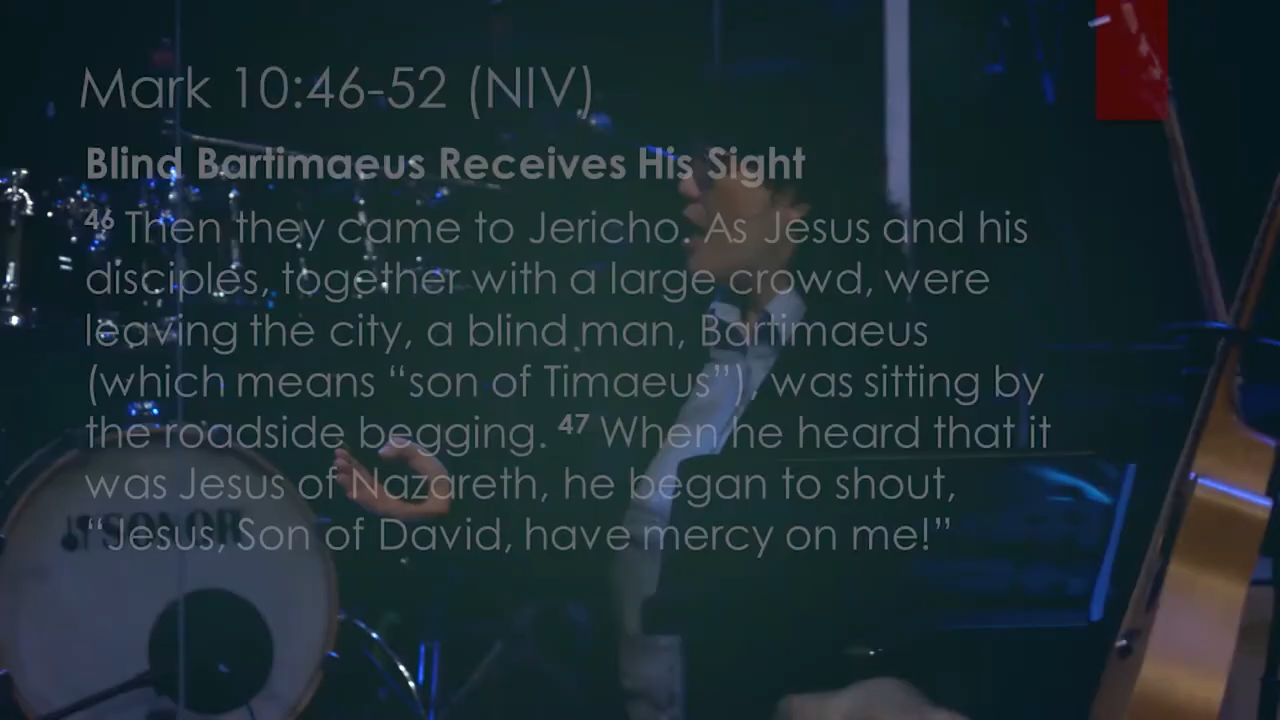 Mark 10:46-52 (NIV)
Blind Bartimaeus Receives His Sight
46 Then they came to Jericho. As Jesus and his
disciples, together with a large crowd, were
leaving the city, a blind man, Bartimaeus
(which means “son of Timaeus”), was sitting by
the roadside begging. 47 When he heard that it
was Jesus of Nazareth, he began to shout,
“Jesus, Son of David, have mercy on me!”
SONOR